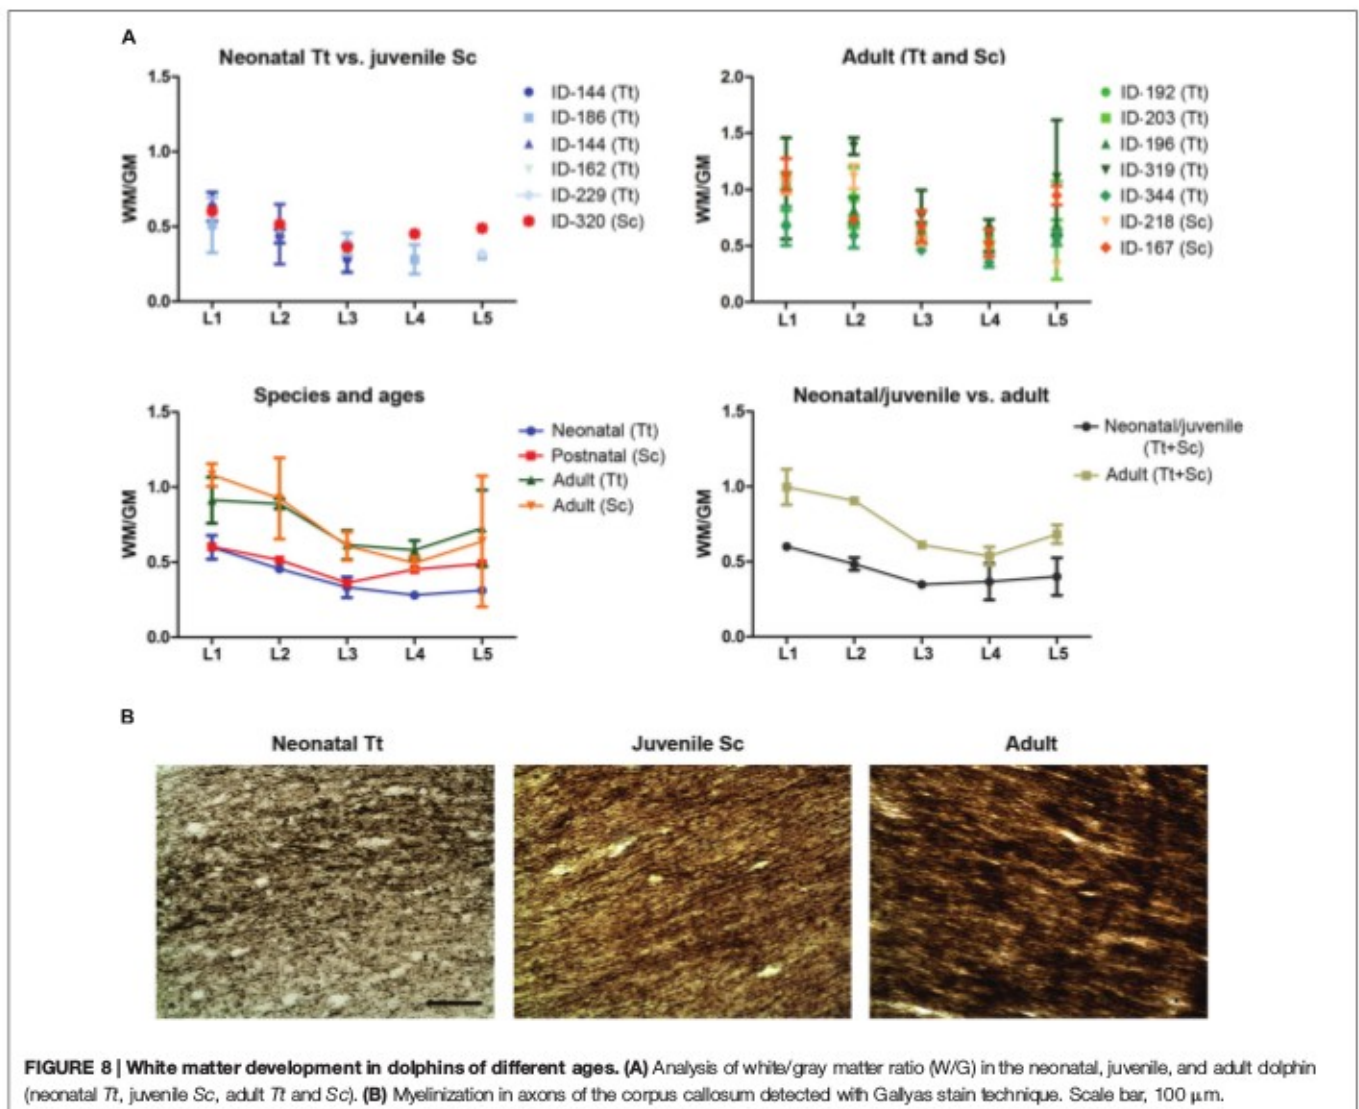 A
Neonatal Tt vs. juvenile Sc
1.5
1.0
0.5
0.0
WM/GM
L1 L2 L3 L4 L5
ID-144 (Tt)
ID-186 (Tt)
ID-144 (Tt)
ID-162 (Tt)
ID-229 (Tt)
ID-320 (Sc)
Adult (Tt and Sc)
2.0
1.5
1.0
0.5
0.0
WM/GM
L1 L2 L3 L4 L5
ID-192 (Tt)
ID-203 (Tt)
ID-196 (Tt)
ID-319 (Tt)
ID-344 (Tt)
ID-218 (Sc)
ID-167 (Sc)
Species and ages
1.5
1.0
0.5
0.0
WM/GM
L1 L2 L3 L4 L5
Neonatal (Tt)
Postnatal (Sc)
Adult (Tt)
Adult (Sc)
Neonatal/juvenile vs. adult
1.5
1.0
0.5
0.0
WM/GM
L1 L2 L3 L4 L5
Neonatal/juvenile
(Tt+Sc)
Adult (Tt+Sc)
B
Neonatal Tt
Juvenile Sc
Adult
FIGURE 8 | White matter development in dolphins of different ages. (A) Analysis of white/gray matter ratio (W/G) in the neonatal, juvenile, and adult dolphin
(neonatal Tt, juvenile Sc, adult Tt and Sc). (B) Myelinization in axons of the corpus callosum detected with Gallyas stain technique. Scale bar, 100 μm.